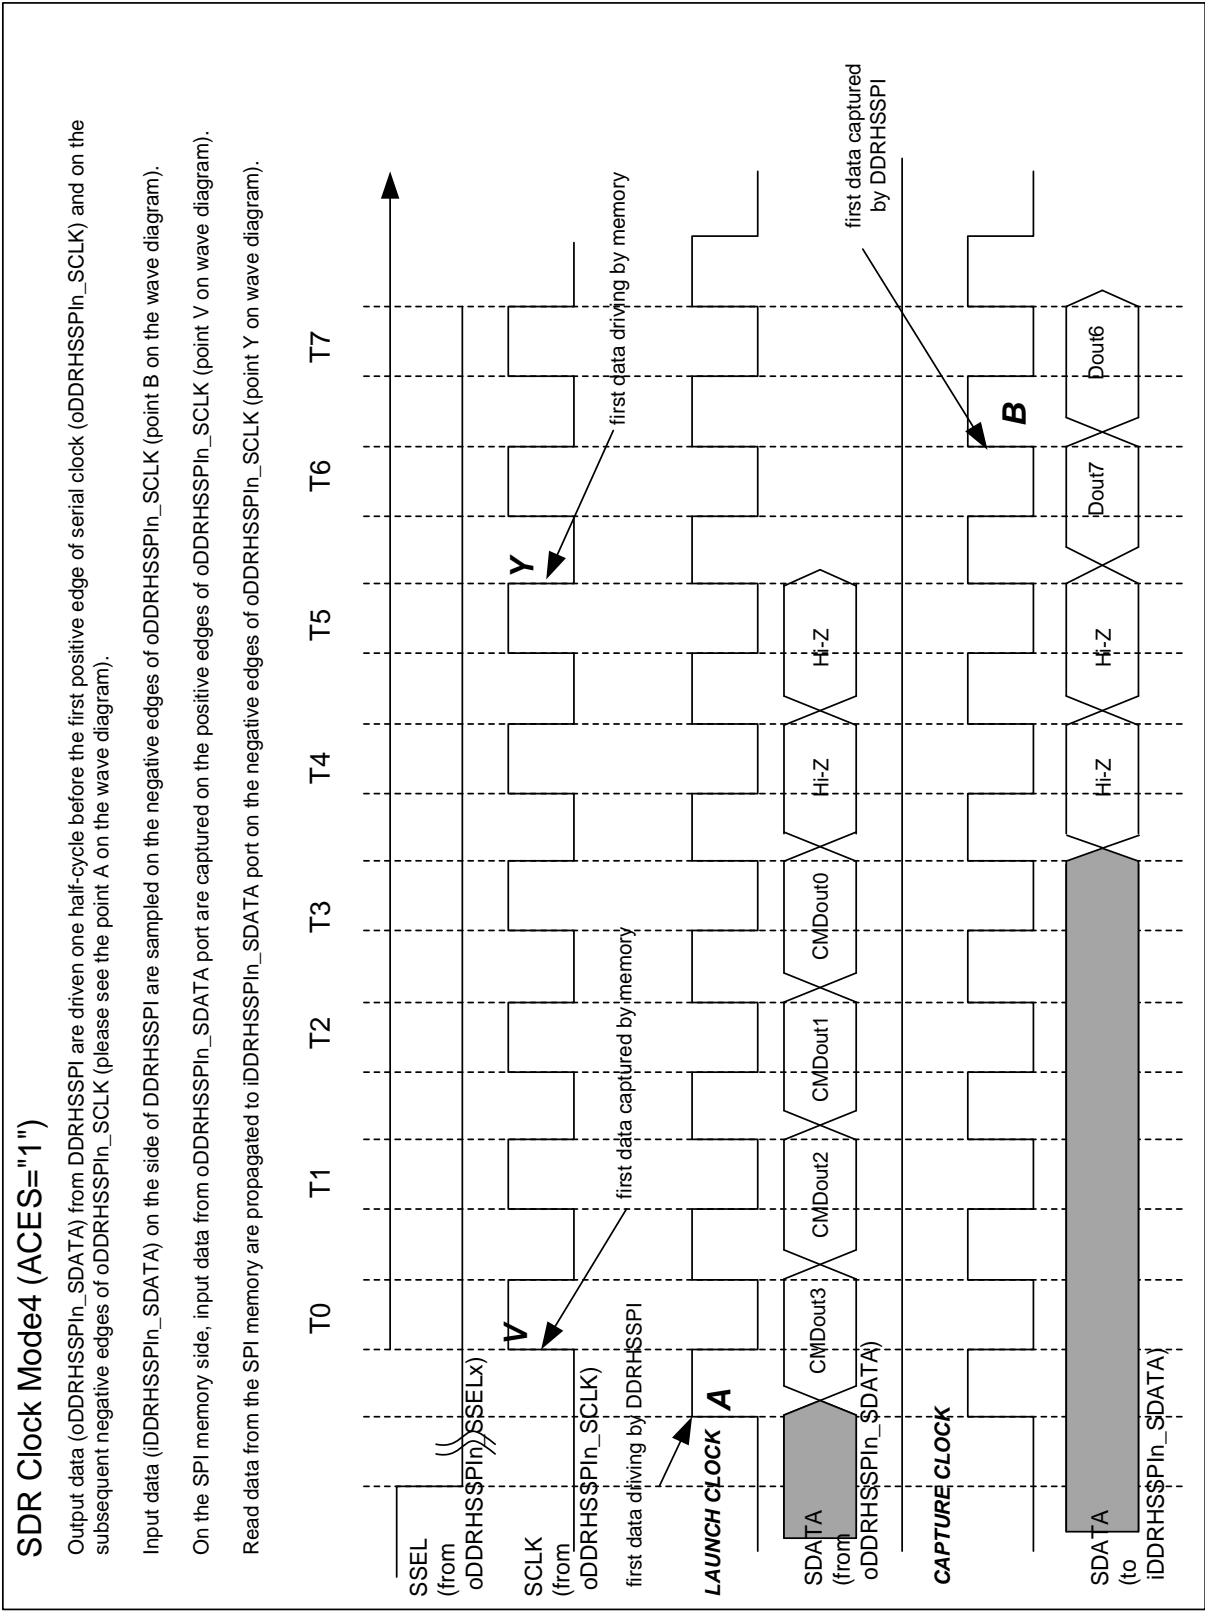 SDR Clock Mode4 (ACES="1")
Output data (oDDRHSSPIn_SDATA) from DDRHSSPI are driven one half-cycle before the first positive edge of serial clock (oDDRHSSPIn_SCLK) and on the
subsequent negative edges of oDDRHSSPIn_SCLK (please see the point A on the wave diagram).
Input data (iDDRHSSPIn_SDATA) on the side of DDRHSSPI are sampled on the negative edges of oDDRHSSPIn_SCLK (point B on the wave diagram).
On the SPI memory side, input data from oDDRHSSPIn_SDATA port are captured on the positive edges of oDDRHSSPIn_SCLK (point V on wave diagram).
Read data from the SPI memory are propagated to iDDRHSSPIn_SDATA port on the negative edges of oDDRHSSPIn_SCLK (point Y on wave diagram).
T0 T1 T2 T3 T4 T5 T6 T7
SSEL
(from
oDDRHSSPIn_SSELx)
V
Y
SCLK
(from
oDDRHSSPIn_SCLK)
first data captured by memory
first data driving by memory
first data driving by DDRHSSPI
LAUNCH CLOCK
A
SDATA
(from
oDDRHSSPIn_SDATA)
CMDout3 CMDout2 CMDout1 CMDout0 Hi-Z Hi-Z
first data captured
by DDRHSSPI
CAPTURE CLOCK
B
SDATA
(to
iDDRHSSPIn_SDATA)
Hi-Z Hi-Z Dout7 Dout6